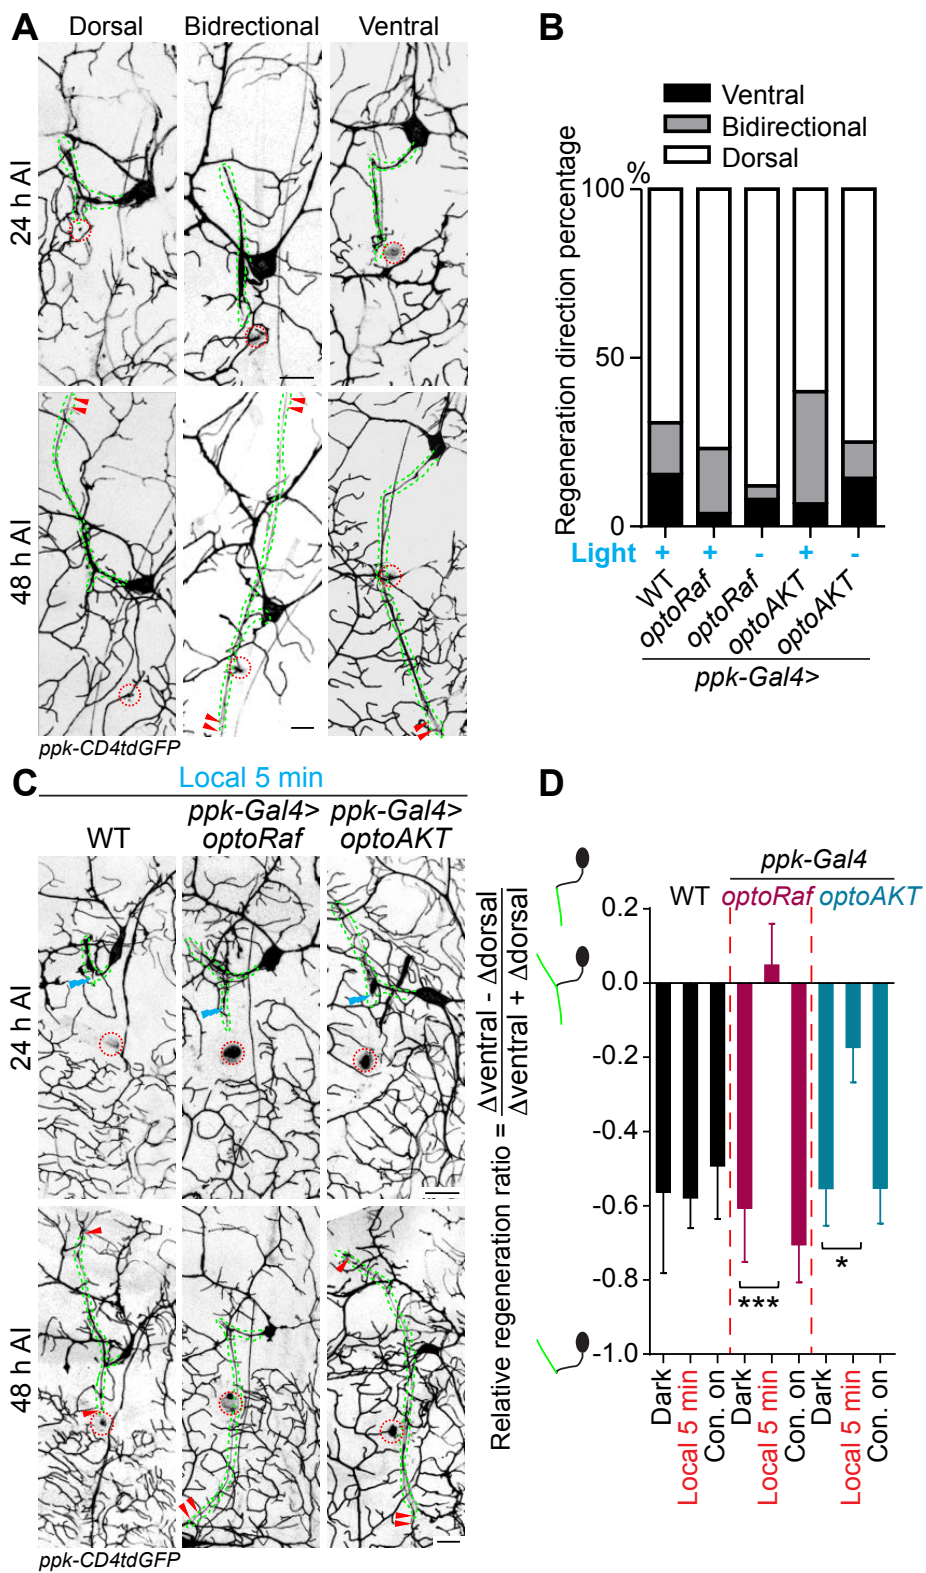 A
Dorsal
Bidrectional
Ventral
24 h AI
48 h AI
ppk-CD4tdGFP
B
Ventral
Bidirectional
Dorsal
Regeneration direction percentage
%
100
50
0
Light + + - + -
WT
optoRaf
optoRaf
optoAKT
optoAKT
ppk-Gal4>
C
Local 5 min
WT
ppk-Gal4>
optoRaf
ppk-Gal4>
optoAKT
24 h AI
48 h AI
ppk-CD4tdGFP
D
ppk-Gal4
WT optoRaf optoAKT
Relative regeneration ratio = Δventral - Δdorsal
Δventral + Δdorsal
0.2
0.0
-0.2
-0.4
-0.6
-0.8
-1.0
***
*
Dark
Local 5 min
Con. on
Dark
Local 5 min
Con. on
Dark
Local 5 min
Con. on